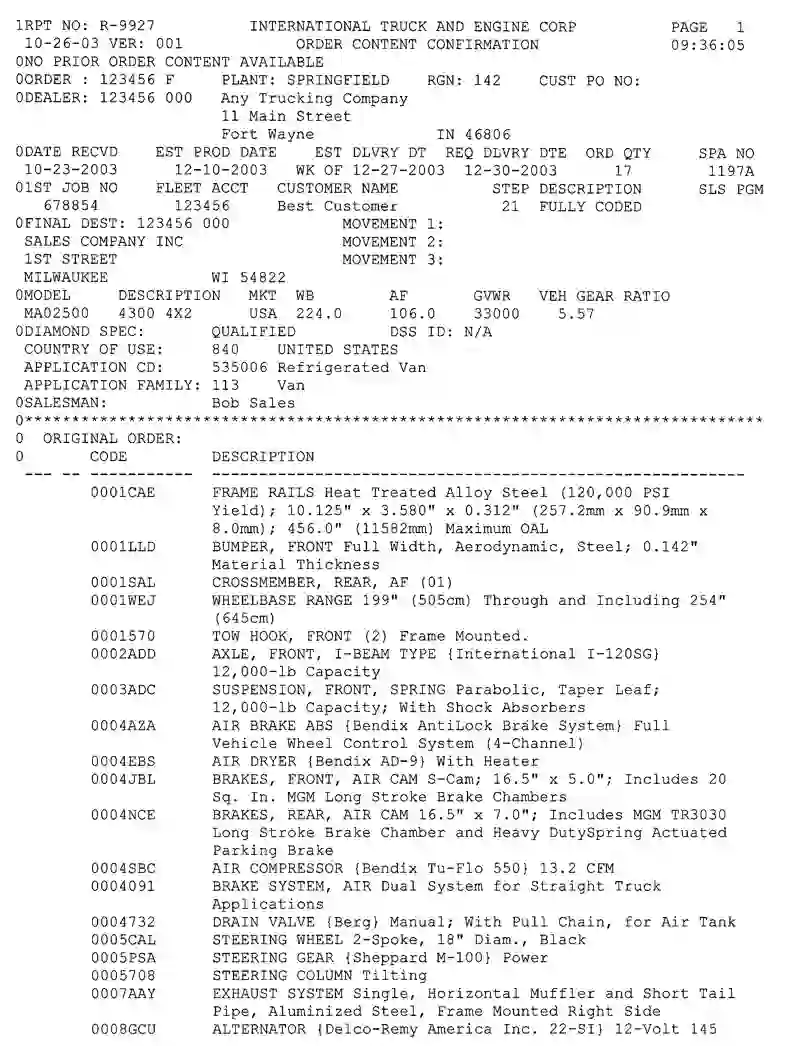 1RPT NO: R-9927 INTERNATIONAL TRUCK AND ENGINE CORP PAGE 1
10-26-03 VER: 001 ORDER CONTENT CONFIRMATION 09:36:05
0NO PRIOR ORDER CONTENT AVAILABLE
0ORDER : 123456 F PLANT: SPRINGFIELD RGN: 142 CUST PO NO:
0DEALER: 123456 000 Any Trucking Company
11 Main Street
Fort Wayne IN 46806
0DATE RECVD EST PROD DATE EST DLVRY DT REQ DLVRY DTE ORD QTY SPA NO
10-23-2003 12-10-2003 WK OF 12-27-2003 12-30-2003 17 1197A
01ST JOB NO FLEET ACCT CUSTOMER NAME STEP DESCRIPTION SLS PGM
678854 123456 Best Customer 21 FULLY CODED
0FINAL DEST: 123456 000 MOVEMENT 1:
SALES COMPANY INC MOVEMENT 2:
1ST STREET MOVEMENT 3:
MILWAUKEE WI 54822
0MODEL DESCRIPTION MKT WB AF GVWR VEH GEAR RATIO
MA02500 4300 4X2 USA 224.0 106.0 33000 5.57
0DIAMOND SPEC: QUALIFIED DSS ID: N/A
COUNTRY OF USE: 840 UNITED STATES
APPLICATION CD: 535006 Refrigerated Van
APPLICATION FAMILY: 113 Van
0SALESMAN: Bob Sales
0*******************************************************************************
0 ORIGINAL ORDER:
0 CODE DESCRIPTION
--- -- ----------- ---------------------------------------------------------
0001CAE FRAME RAILS Heat Treated Alloy Steel (120,000 PSI
Yield); 10.125" x 3.580" x 0.312" (257.2mm x 90.9mm x
8.0mm); 456.0" (11582mm) Maximum OAL
0001LLD BUMPER, FRONT Full Width, Aerodynamic, Steel; 0.142"
Material Thickness
0001SAL CROSSMEMBER, REAR, AF (01)
0001WEJ WHEELBASE RANGE 199" (505cm) Through and Including 254"
(645cm)
0001570 TOW HOOK, FRONT (2) Frame Mounted.
0002ADD AXLE, FRONT, I-BEAM TYPE {International I-120SG}
12,000-lb Capacity
0003ADC SUSPENSION, FRONT, SPRING Parabolic, Taper Leaf;
12,000-lb Capacity; With Shock Absorbers
0004AZA AIR BRAKE ABS {Bendix AntiLock Brake System} Full
Vehicle Wheel Control System (4-Channel)
0004EBS AIR DRYER {Bendix AD-9} With Heater
0004JBL BRAKES, FRONT, AIR CAM S-Cam; 16.5" x 5.0"; Includes 20
Sq. In. MGM Long Stroke Brake Chambers
0004NCE BRAKES, REAR, AIR CAM 16.5" x 7.0"; Includes MGM TR3030
Long Stroke Brake Chamber and Heavy DutySpring Actuated
Parking Brake
0004SBC AIR COMPRESSOR {Bendix Tu-Flo 550} 13.2 CFM
0004091 BRAKE SYSTEM, AIR Dual System for Straight Truck
Applications
0004732 DRAIN VALVE {Berg} Manual; With Pull Chain, for Air Tank
0005CAL STEERING WHEEL 2-Spoke, 18" Diam., Black
0005PSA STEERING GEAR {Sheppard M-100} Power
0005708 STEERING COLUMN Tilting
0007AAY EXHAUST SYSTEM Single, Horizontal Muffler and Short Tail
Pipe, Aluminized Steel, Frame Mounted Right Side
0008GCU ALTERNATOR {Delco-Remy America Inc. 22-SI} 12-Volt 145